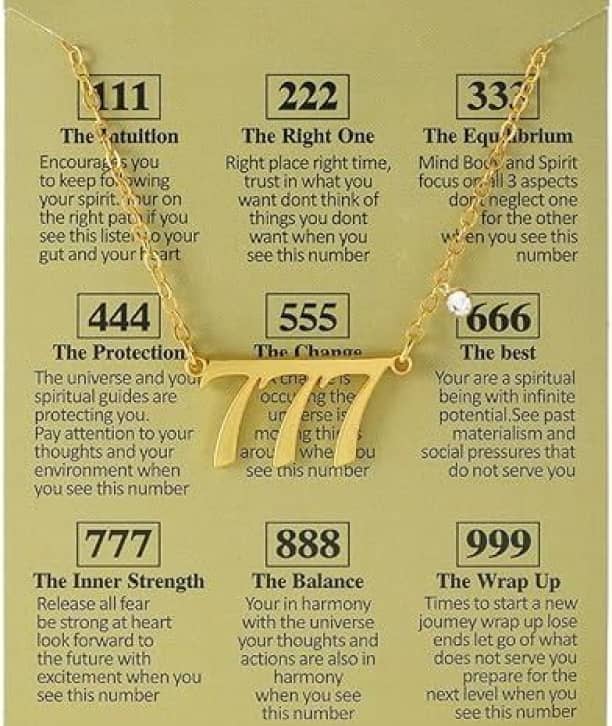 111
The Intuition
Encourages you
to keep following
your spirit. Your on
the right path if you
see this listen to your
gut and your heart
222
The Right One
Right place right time,
trust in what you
want dont think of
things you dont
want when you
see this number
333
The Equilibrium
Mind Body and Spirit
focus on all 3 aspects
dont neglect one
for the other
when you see this
number
444
The Protection
The universe and your
spiritual guides are
protecting you.
Pay attention to your
thoughts and your
environment when
you see this number
555
The Change
change is
occuring the
universe is
moving things
around when you
see this number
666
The best
Your are a spiritual
being with infinite
potential.See past
materialism and
social pressures that
do not serve you
777
777
The Inner Strength
Release all fear
be strong at heart
look forward to
the future with
excitement when you
see this number
888
The Balance
Your in harmony
with the universe
your thoughts and
actions are also in
harmony
when you see
this number
999
The Wrap Up
Times to start a new
journey wrap up lose
ends let go of what
does not serve you
prepare for the
next level when you
see this number